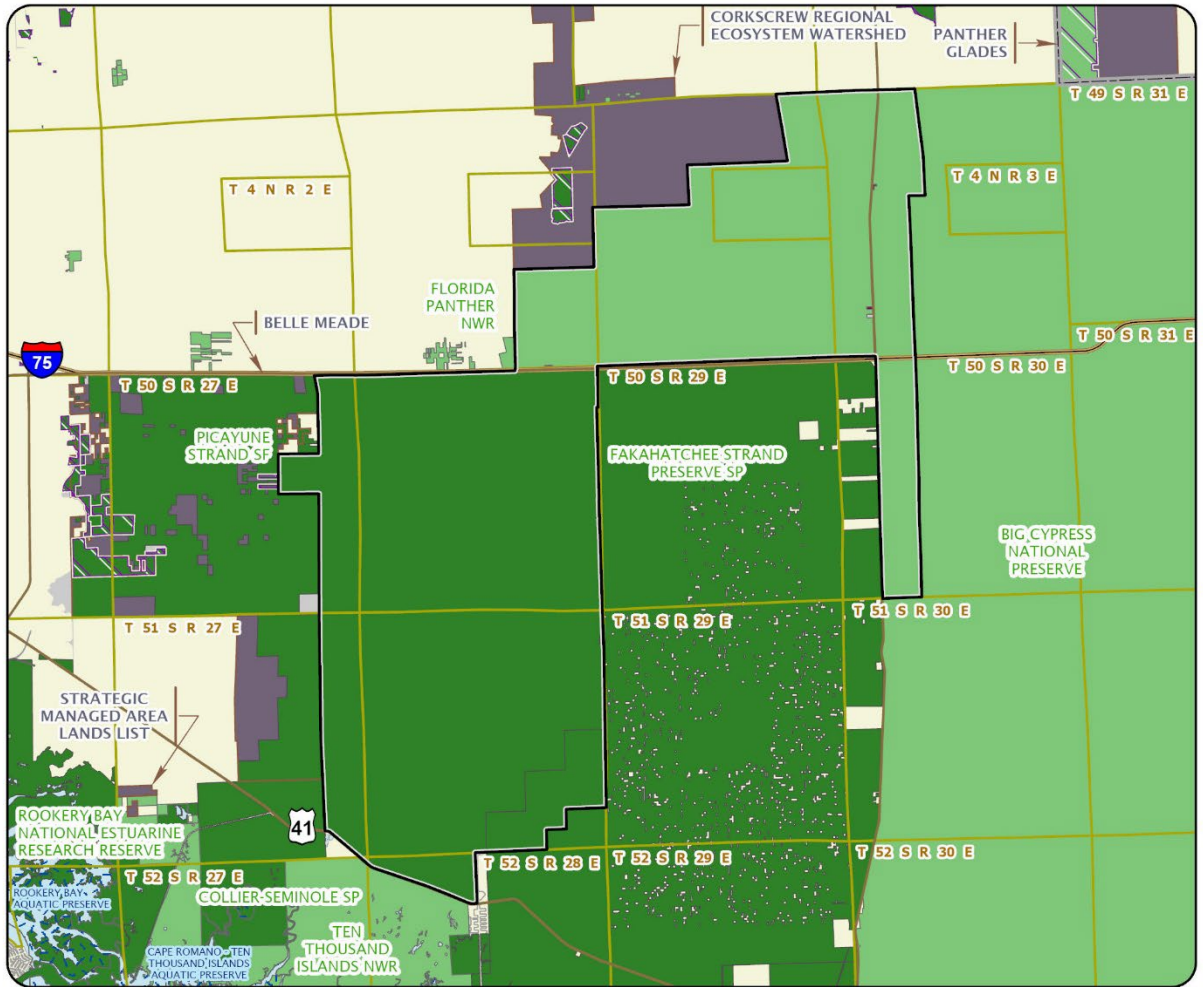 CORKSCREW REGIONAL
ECOSYSTEM WATERSHED
PANTHER
GLADES
T 49 S R 31 E
T 4 N R 2 E
T 4 N R 3 E
FLORIDA
PANTHER
NWR
BELLE MEADE
75
T 50 S R 27 E
T 50 S R 29 E
T 50 S R 30 E
T 50 S R 31 E
PICAYUNE
STRAND SF
FAKAHATCHEE STRAND
PRESERVE SP
BIG CYPRESS
NATIONAL
PRESERVE
T 51 S R 27 E
T 51 S R 29 E
T 51 S R 30 E
STRATEGIC
MANAGED AREA
LANDS LIST
ROOKERY BAY
NATIONAL ESTUARINE
RESEARCH RESERVE
41
T 52 S R 27 E
T 52 S R 28 E
T 52 S R 29 E
T 52 S R 30 E
ROOKERY BAY
AQUATIC PRESERVE
COLLIER-SEMINOLE SP
CAPE ROMANO - TEN
THOUSAND ISLANDS
AQUATIC PRESERVE
TEN
THOUSAND
ISLANDS NWR